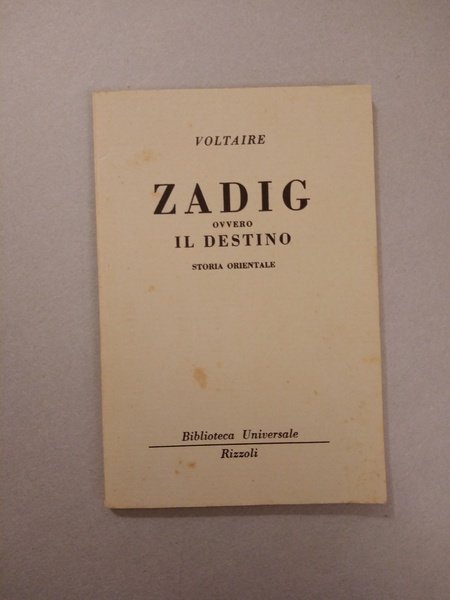 VOLTAIRE
ZADIG
OVVERO
IL DESTINO
STORIA ORIENTALE
Biblioteca Universale
Rizzoli